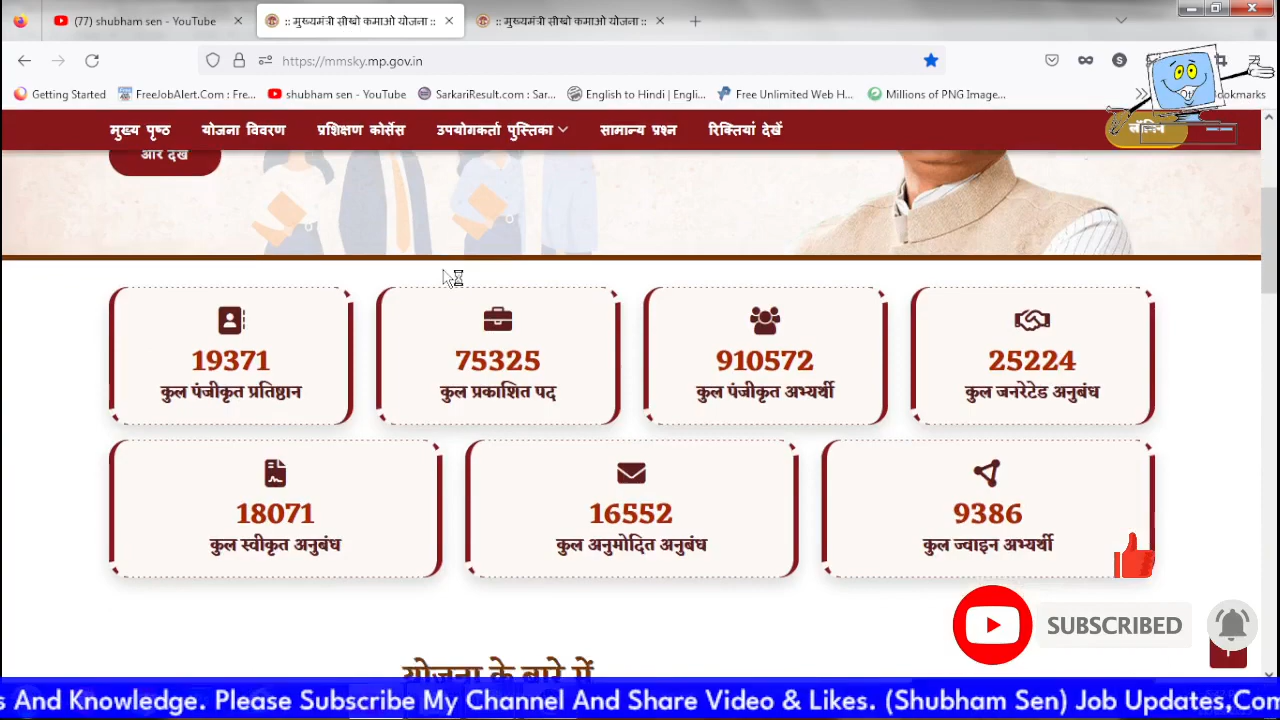 (77) shubham sen - YouTube
:: मुख्यमंत्री सीखो कमाओ योजना ::
:: मुख्यमंत्री सीखो कमाओ योजना ::
https://mmsky.mp.gov.in
Getting Started
FreeJobAlert.Com : Fre...
shubham sen - YouTube
SarkariResult.com : Sar...
English to Hindi | Engli...
Free Unlimited Web H...
Millions of PNG Image...
मुख्य पृष्ठ योजना विवरण प्रशिक्षण कोर्सेस उपयोगकर्ता पुस्तिका सामान्य प्रश्न रिक्तियां देखें
और देखें
19371
कुल पंजीकृत प्रतिष्ठान
75325
कुल प्रकाशित पद
910572
कुल पंजीकृत अभ्यर्थी
25224
कुल जनरेटेड अनुबंध
18071
कुल स्वीकृत अनुबंध
16552
कुल अनुमोदित अनुबंध
9386
कुल ज्वाइन अभ्यर्थी
SUBSCRIBED
योजना के बारे में
s And Knowledge. Please Subscribe My Channel And Share Video & Likes. (Shubham Sen) Job Updates,Com